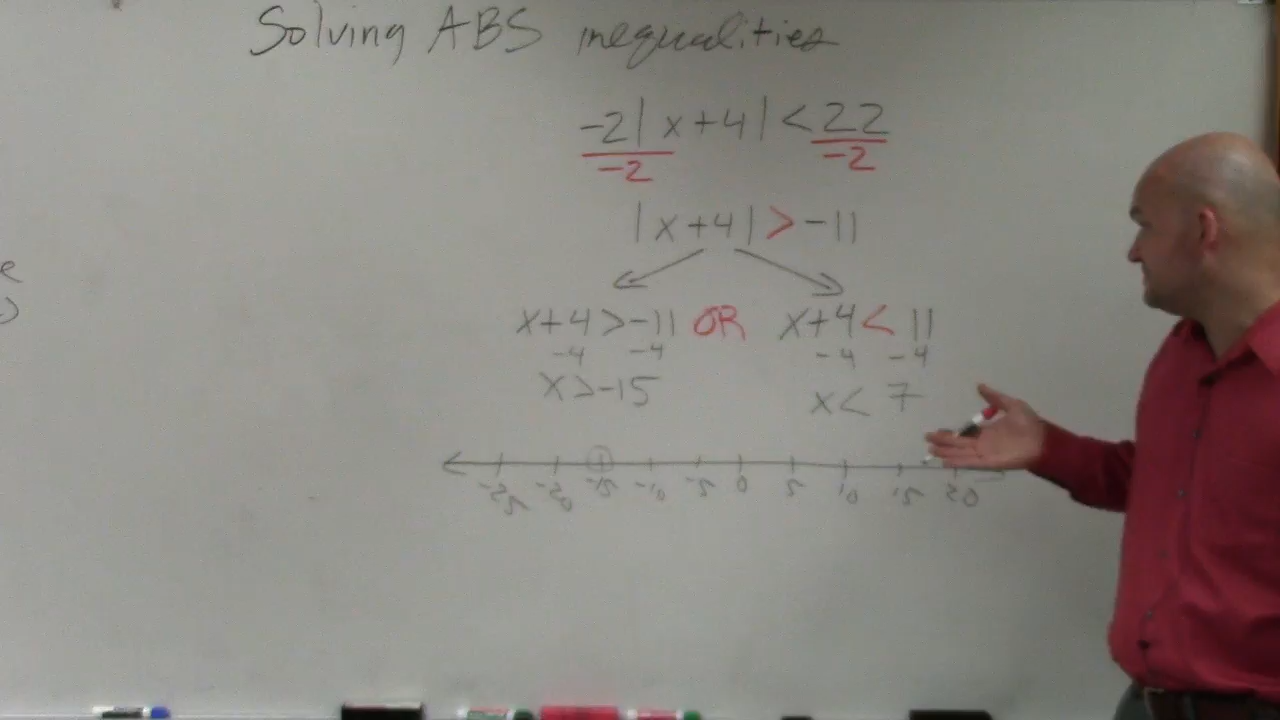 Solving ABS inequalities
-2|x+4| < 22
-2 -2
|x+4| > -11
x+4 > -11 OR x+4 < 11
-4 -4 -4 -4
x > -15 x < 7
-25 -20 -15 -10 -5 0 5 10 15 20